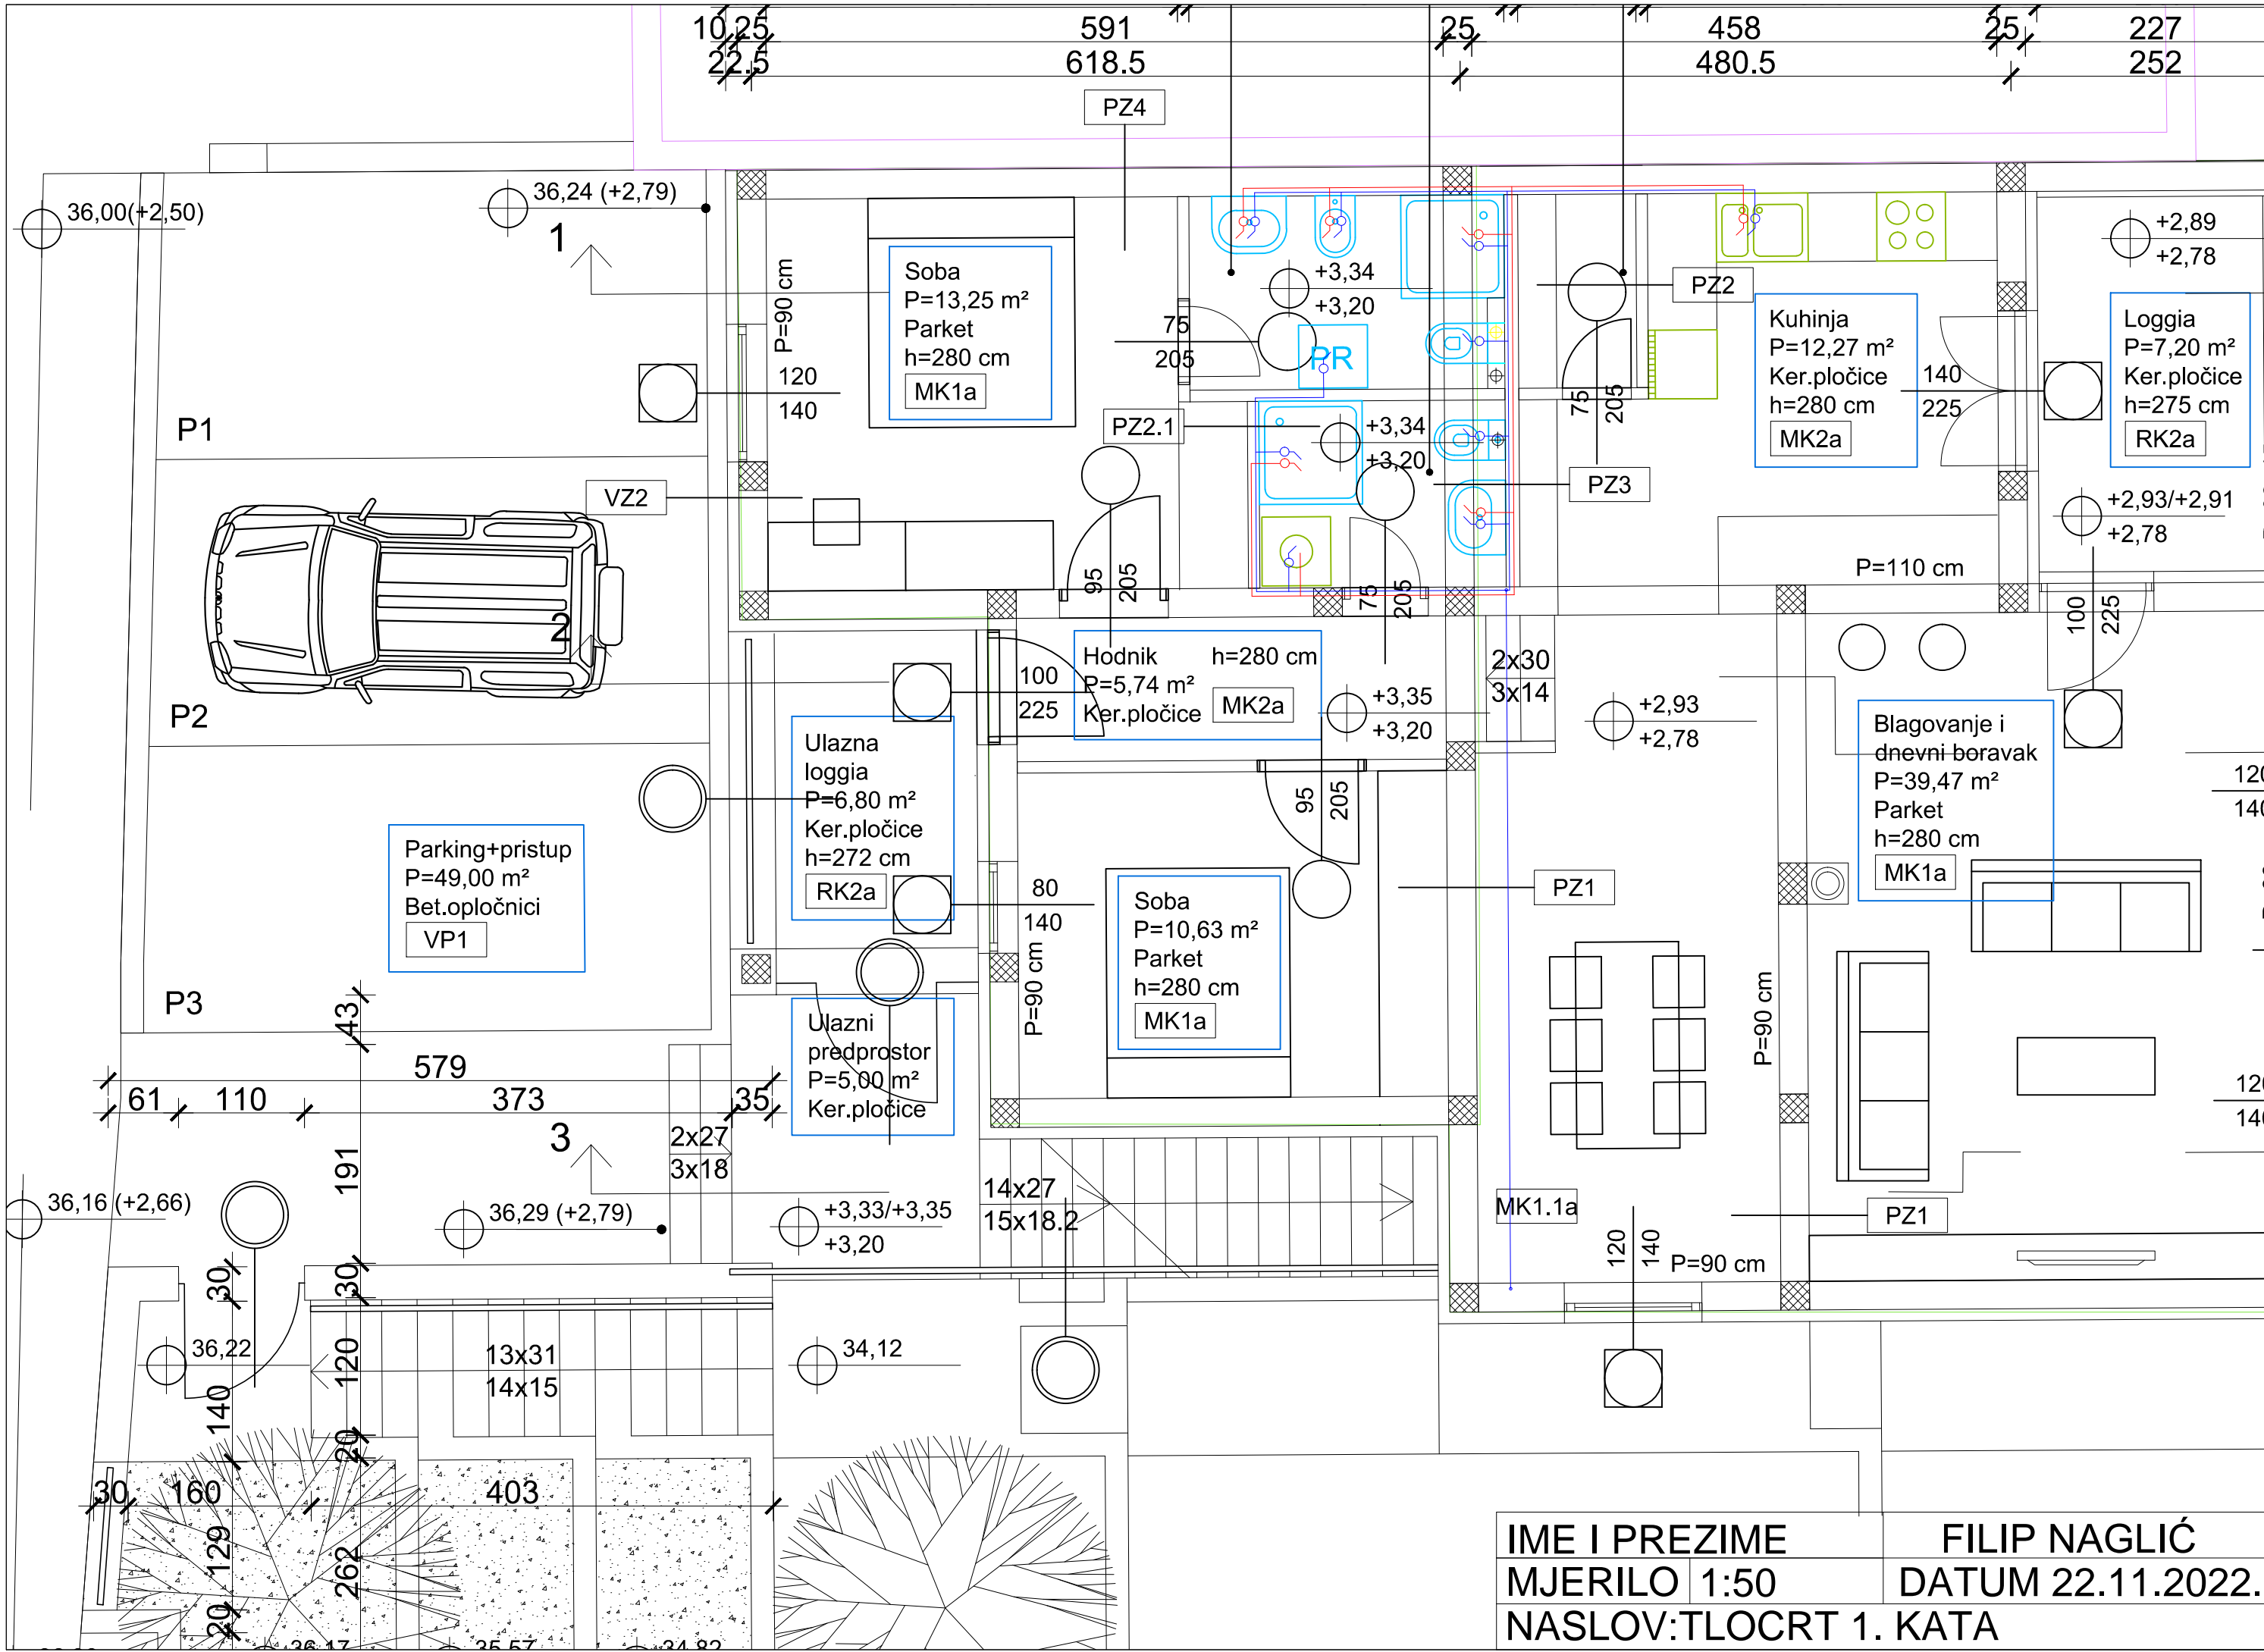 10 25 591 25 458 25 227
22.5 618.5 480.5 252
PZ4
36,00(+2,50)
36,24 (+2,79)
1
P=90 cm
Soba
P=13,25 m²
Parket
h=280 cm
MK1a
120
140
75
205
+3,34
+3,20
PR
PZ2
75
205
Kuhinja
P=12,27 m²
Ker.pločice
h=280 cm
MK2a
140
225
+2,89
+2,78
Loggia
P=7,20 m²
Ker.pločice
h=275 cm
RK2a
+2,93/+2,91
+2,78
P1
PZ2.1
+3,34
+3,20
PZ3
VZ2
95
205
75
205
P=110 cm
100
225
2
P2
Hodnik h=280 cm
P=5,74 m²
Ker.pločice
MK2a
100
225
+3,35
+3,20
2x30
3x14
+2,93
+2,78
Ulazna
loggia
P=6,80 m²
Ker.pločice
h=272 cm
RK2a
Blagovanje i
dnevni boravak
P=39,47 m²
Parket
h=280 cm
MK1a
95
205
Parking+pristup
P=49,00 m²
Bet.opločnici
VP1
80
140
P=90 cm
Soba
P=10,63 m²
Parket
h=280 cm
MK1a
PZ1
P=90 cm
P3
43
Ulazni
predprostor
P=5,00 m²
Ker.pločice
579
61 110 373 35
2x27
3x18
3
191
36,16 (+2,66)
36,29 (+2,79)
+3,33/+3,35
+3,20
14x27
15x18.2
MK1.1a
PZ1
120
140
P=90 cm
30
30
36,22
120
140
13x31
14x15
34,12
20
30 160 403
129
262
20
36,17
35,57
34,82
IME I PREZIME FILIP NAGLIĆ
MJERILO 1:50 DATUM 22.11.2022.
NASLOV:TLOCRT 1. KATA